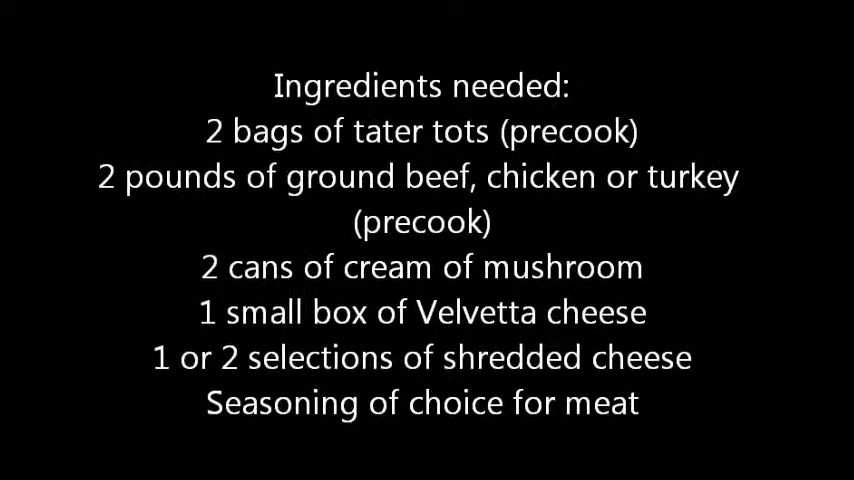 Ingredients needed:
2 bags of tater tots (precook)
2 pounds of ground beef, chicken or turkey
(precook)
2 cans of cream of mushroom
1 small box of Velvetta cheese
1 or 2 selections of shredded cheese
Seasoning of choice for meat